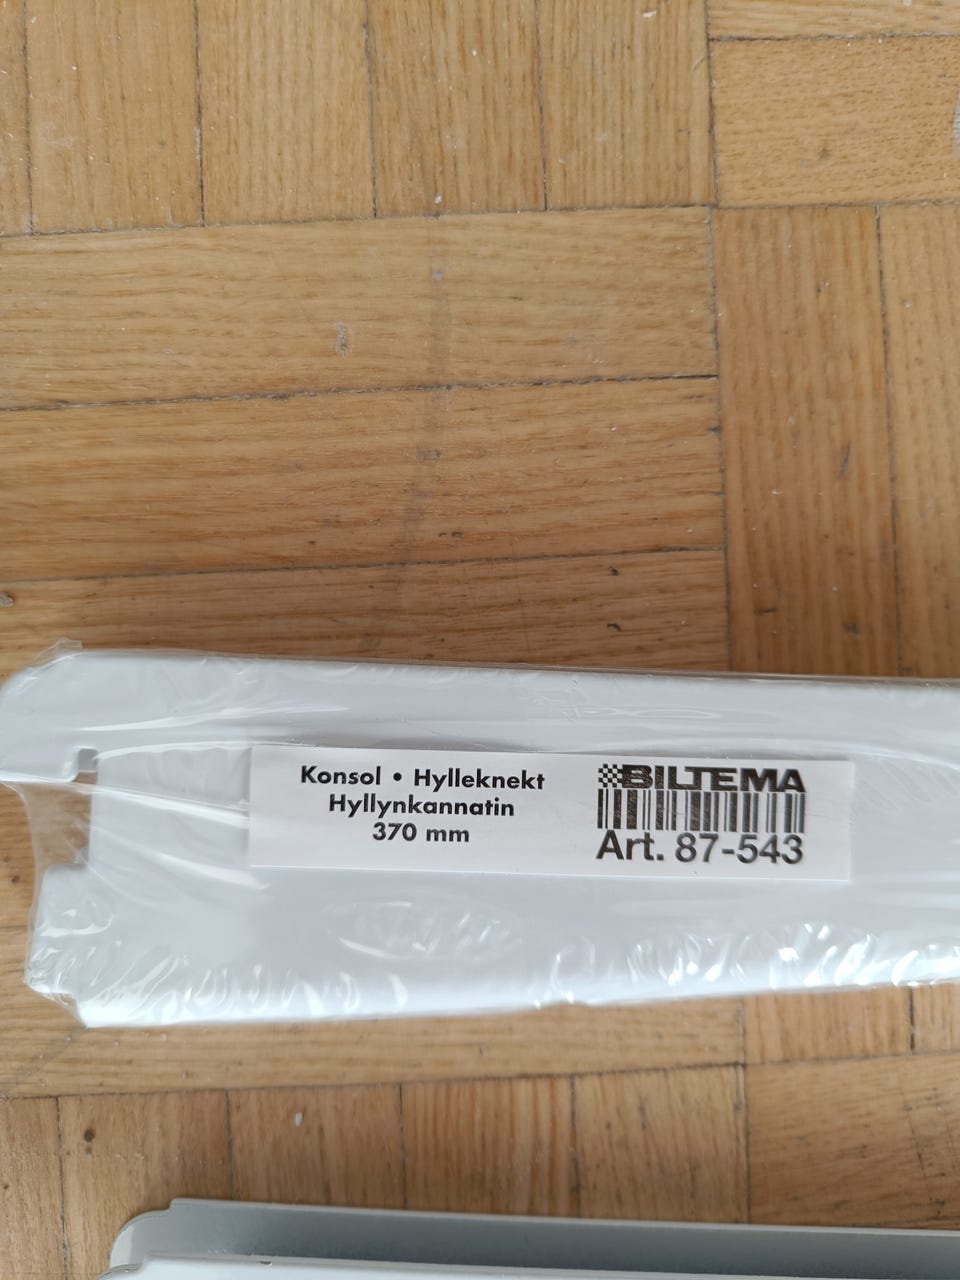 Konsol • Hylleknekt
Hyllynkannatin
370 mm
BILTEMA
Art. 87-543